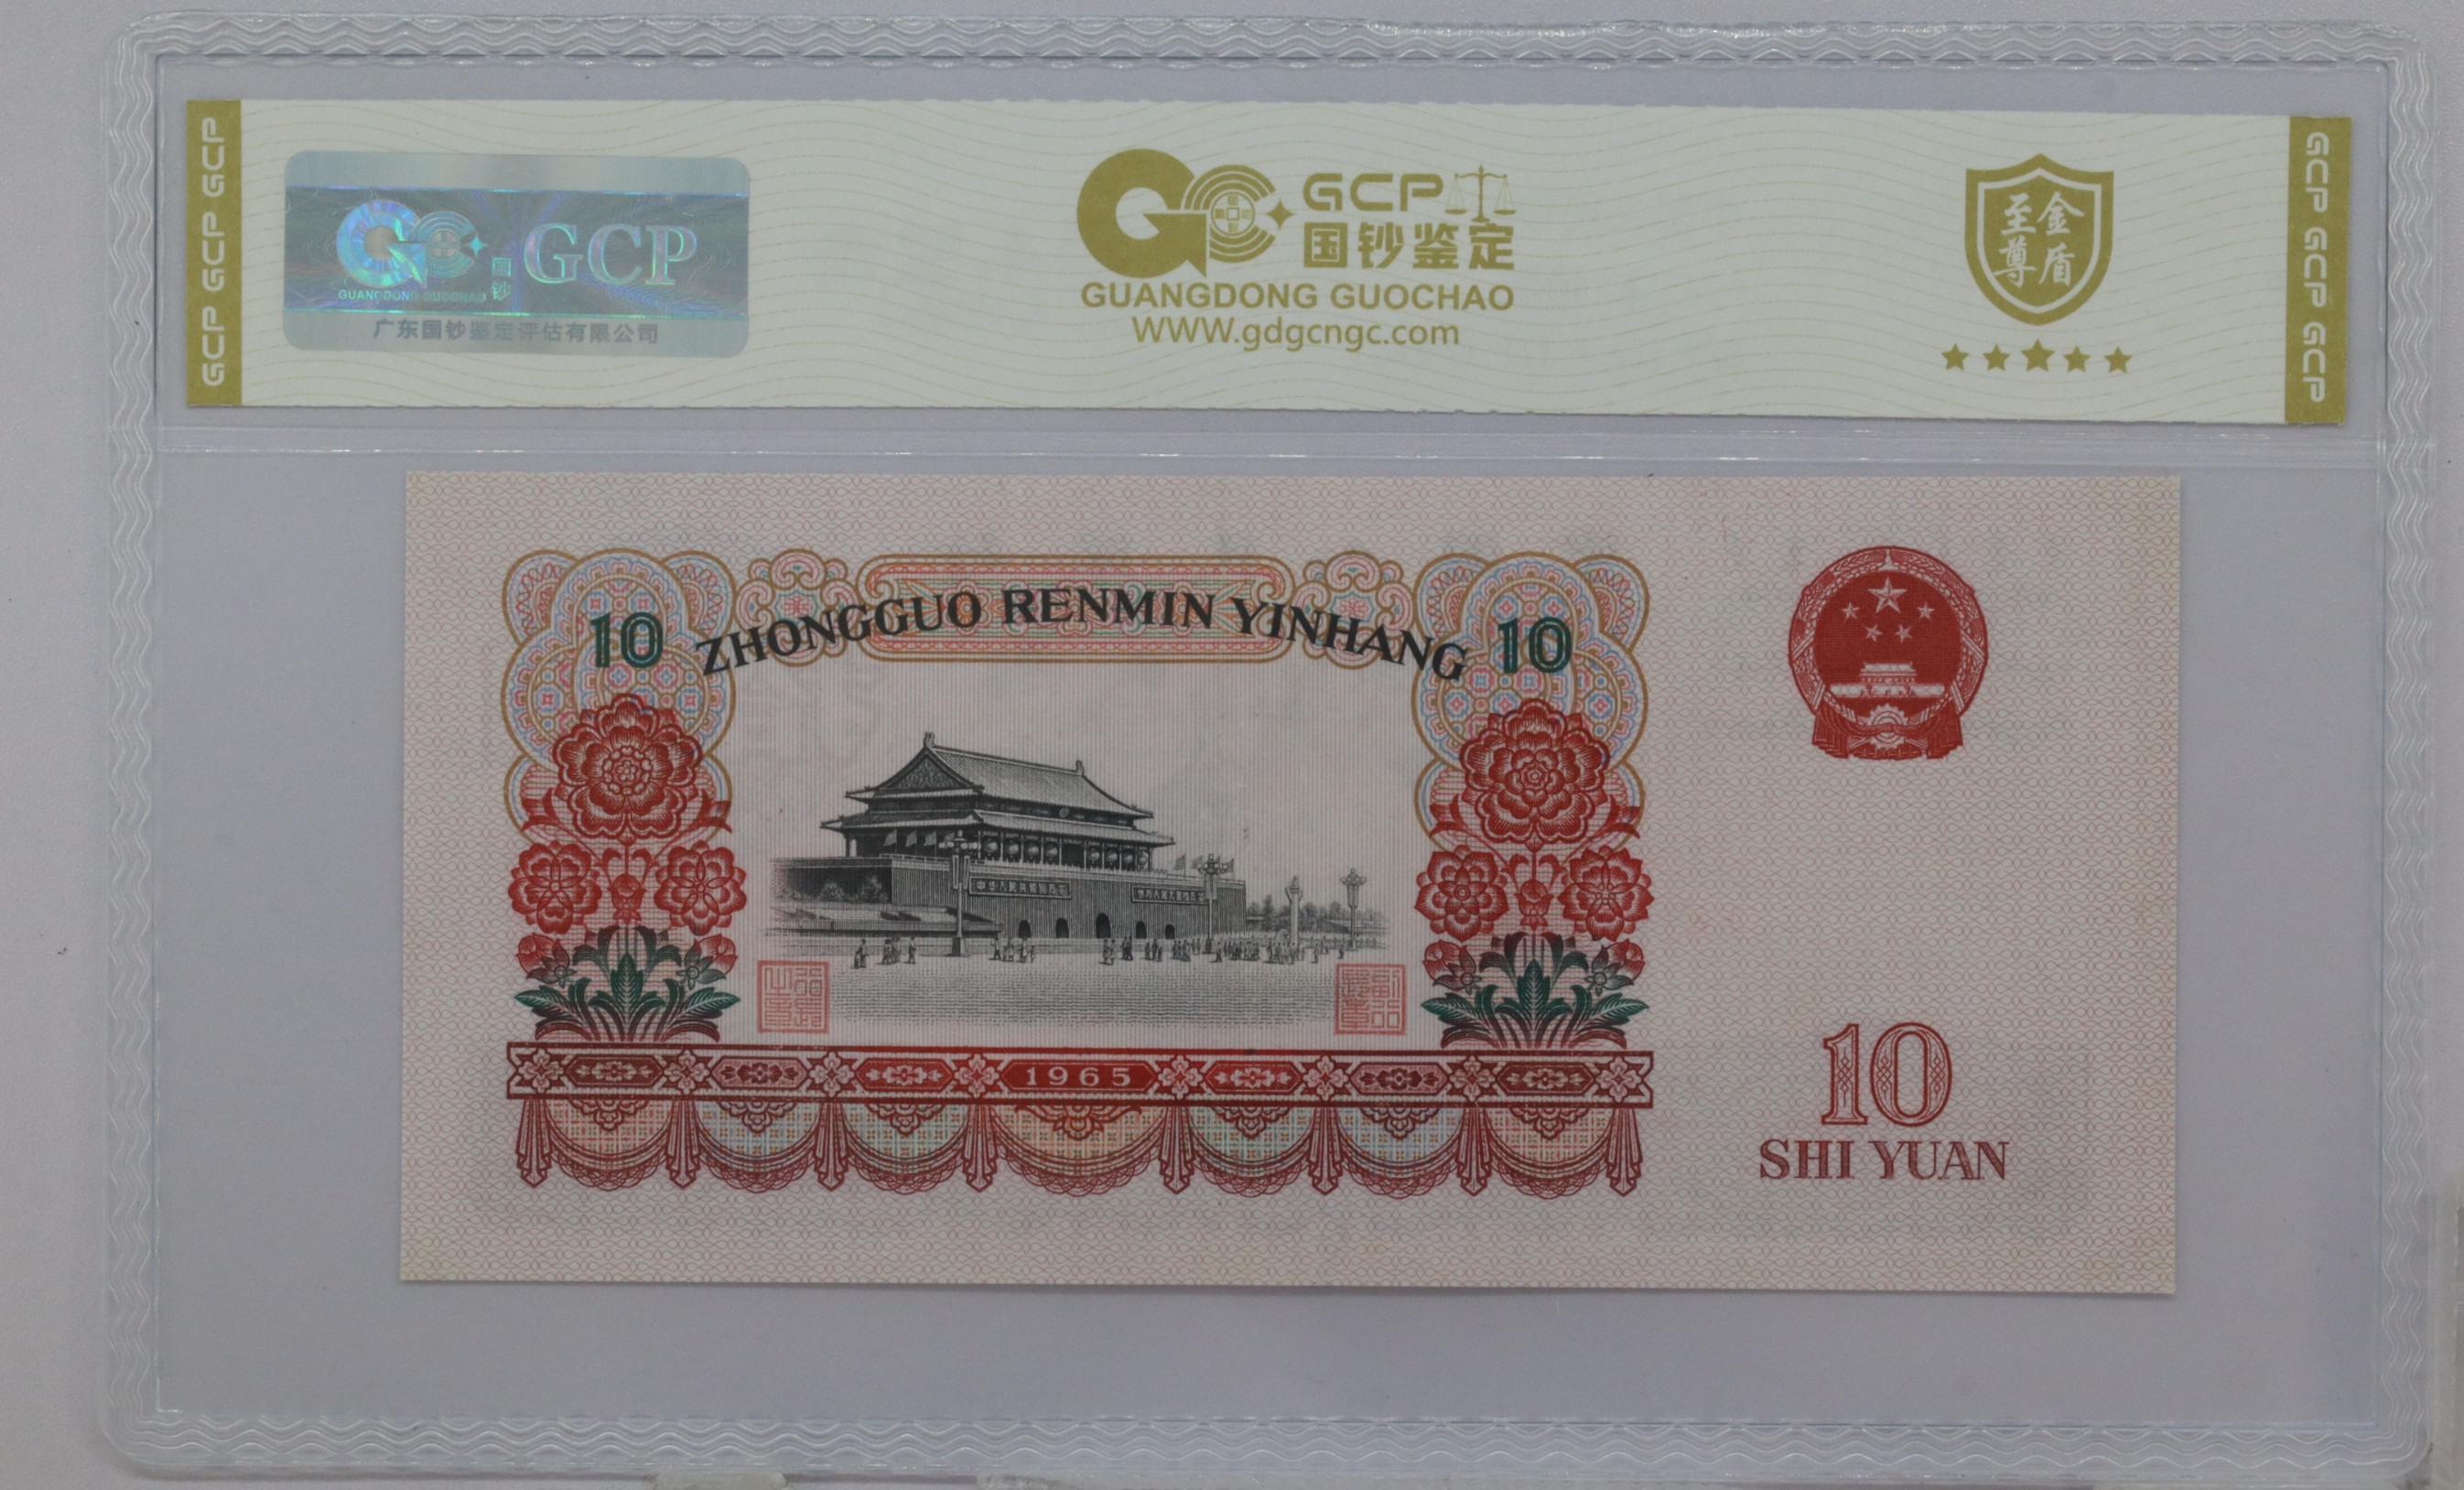 GCP GCP GCP
GCP
国钞
GUANGDONG GUOCHAO
广东国钞鉴定评估有限公司
GCP
国钞鉴定
GUANGDONG GUOCHAO
WWW.gdgcngc.com
至尊金盾
GCP GCP GCP
ZHONGGUO RENMIN YINHANG
10
10
1965
10
SHI YUAN